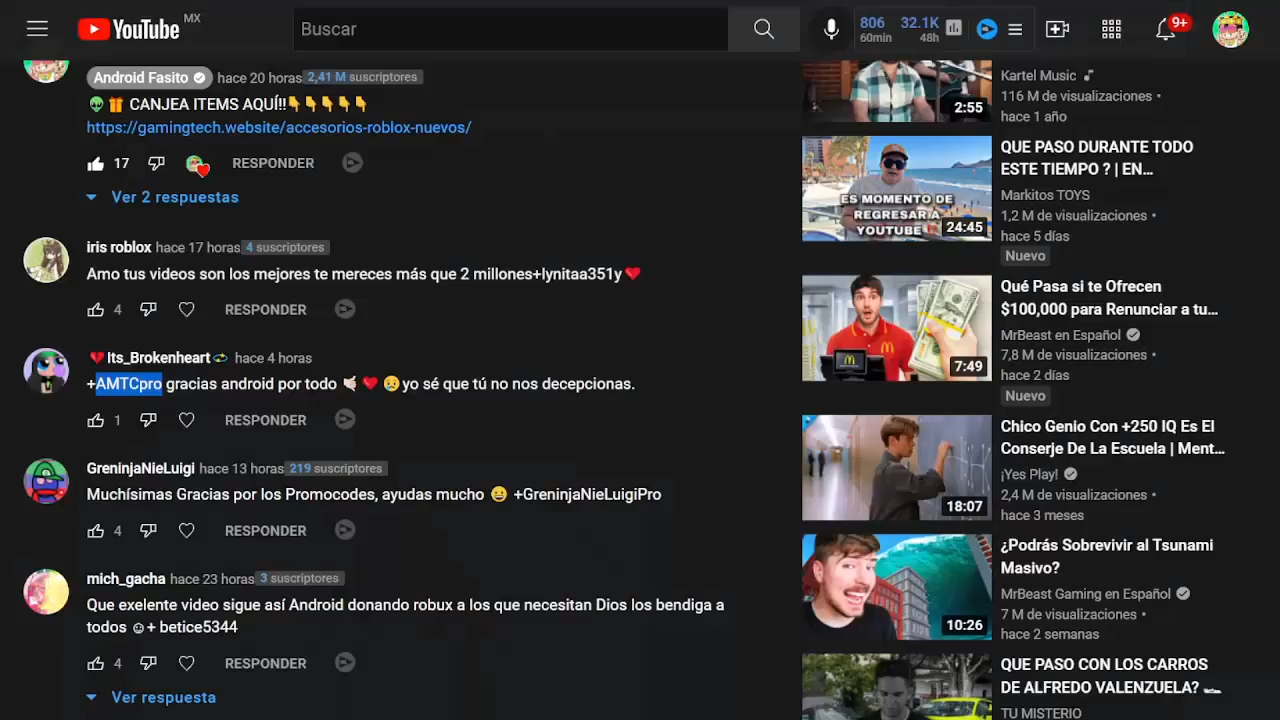 YouTube MX
Buscar
806 60min
32.1K 48h
9+
Android Fasito hace 20 horas 2,41 M suscriptores
👽🎁 CANJEA ITEMS AQUÍ!!👇👇👇👇👇
https://gamingtech.website/accesorios-roblox-nuevos/
17 RESPONDER
Ver 2 respuestas
iris roblox hace 17 horas 4 suscriptores
Amo tus videos son los mejores te mereces más que 2 millones+lynitaa351y❤️
4 RESPONDER
💔Its_Brokenheart💫 hace 4 horas
+AMTCpro gracias android por todo 🤙🏻❤️😢yo sé que tú no nos decepcionas.
1 RESPONDER
GreninjaNieLuigi hace 13 horas 219 suscriptores
Muchísimas Gracias por los Promocodes, ayudas mucho 😄 +GreninjaNieLuigiPro
4 RESPONDER
mich_gacha hace 23 horas 3 suscriptores
Que exelente video sigue así Android donando robux a los que necesitan Dios los bendiga a
todos ☺+ betice5344
4 RESPONDER
Ver respuesta
2:55
Kartel Music
116 M de visualizaciones •
hace 1 año
ES MOMENTO DE
REGRESAR A
YOUTUBE
24:45
QUE PASO DURANTE TODO
ESTE TIEMPO ? | EN...
Markitos TOYS
1,2 M de visualizaciones •
hace 5 días
Nuevo
7:49
Qué Pasa si te Ofrecen
$100,000 para Renunciar a tu...
MrBeast en Español
7,8 M de visualizaciones •
hace 2 días
Nuevo
18:07
Chico Genio Con +250 IQ Es El
Conserje De La Escuela | Ment...
¡Yes Play!
2,4 M de visualizaciones •
hace 3 meses
10:26
¿Podrás Sobrevivir al Tsunami
Masivo?
MrBeast Gaming en Español
7 M de visualizaciones •
hace 2 semanas
QUE PASO CON LOS CARROS
DE ALFREDO VALENZUELA?
TU MISTERIO